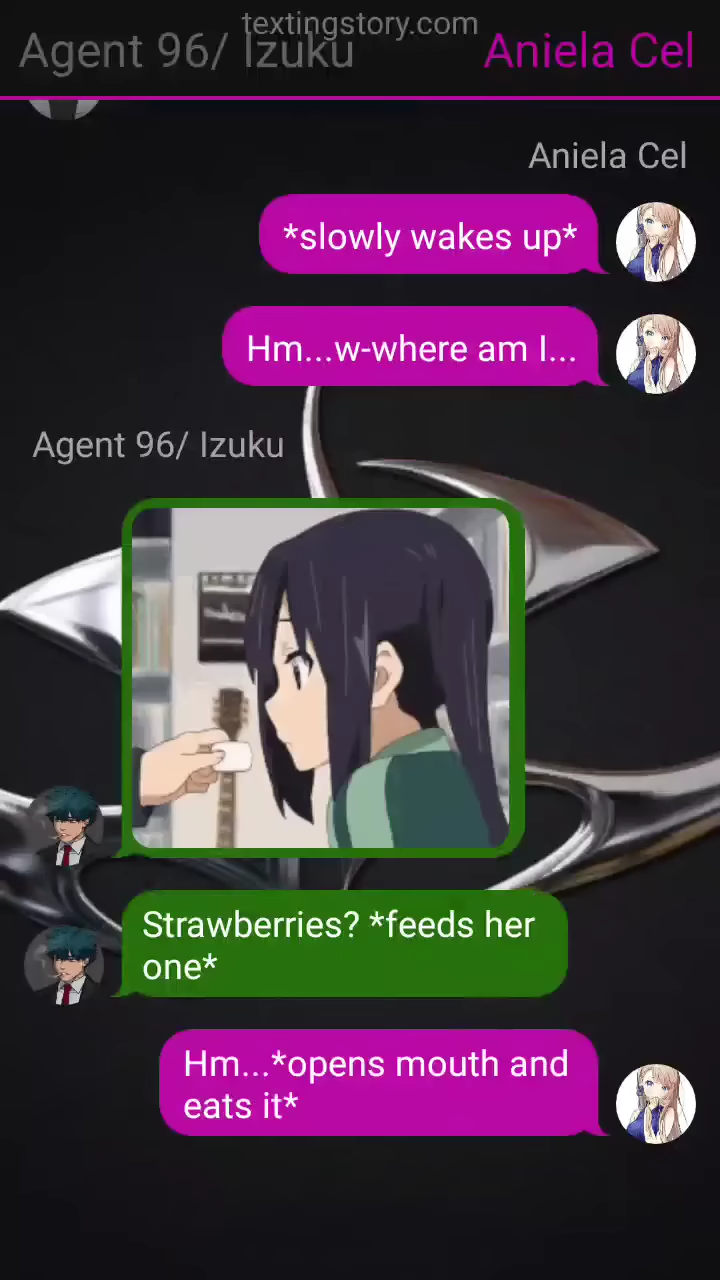 textingstory.com
Agent 96/ Izuku
Aniela Cel
Aniela Cel
*slowly wakes up*
Hm...w-where am I...
Agent 96/ Izuku
Strawberries? *feeds her
one*
Hm...*opens mouth and
eats it*